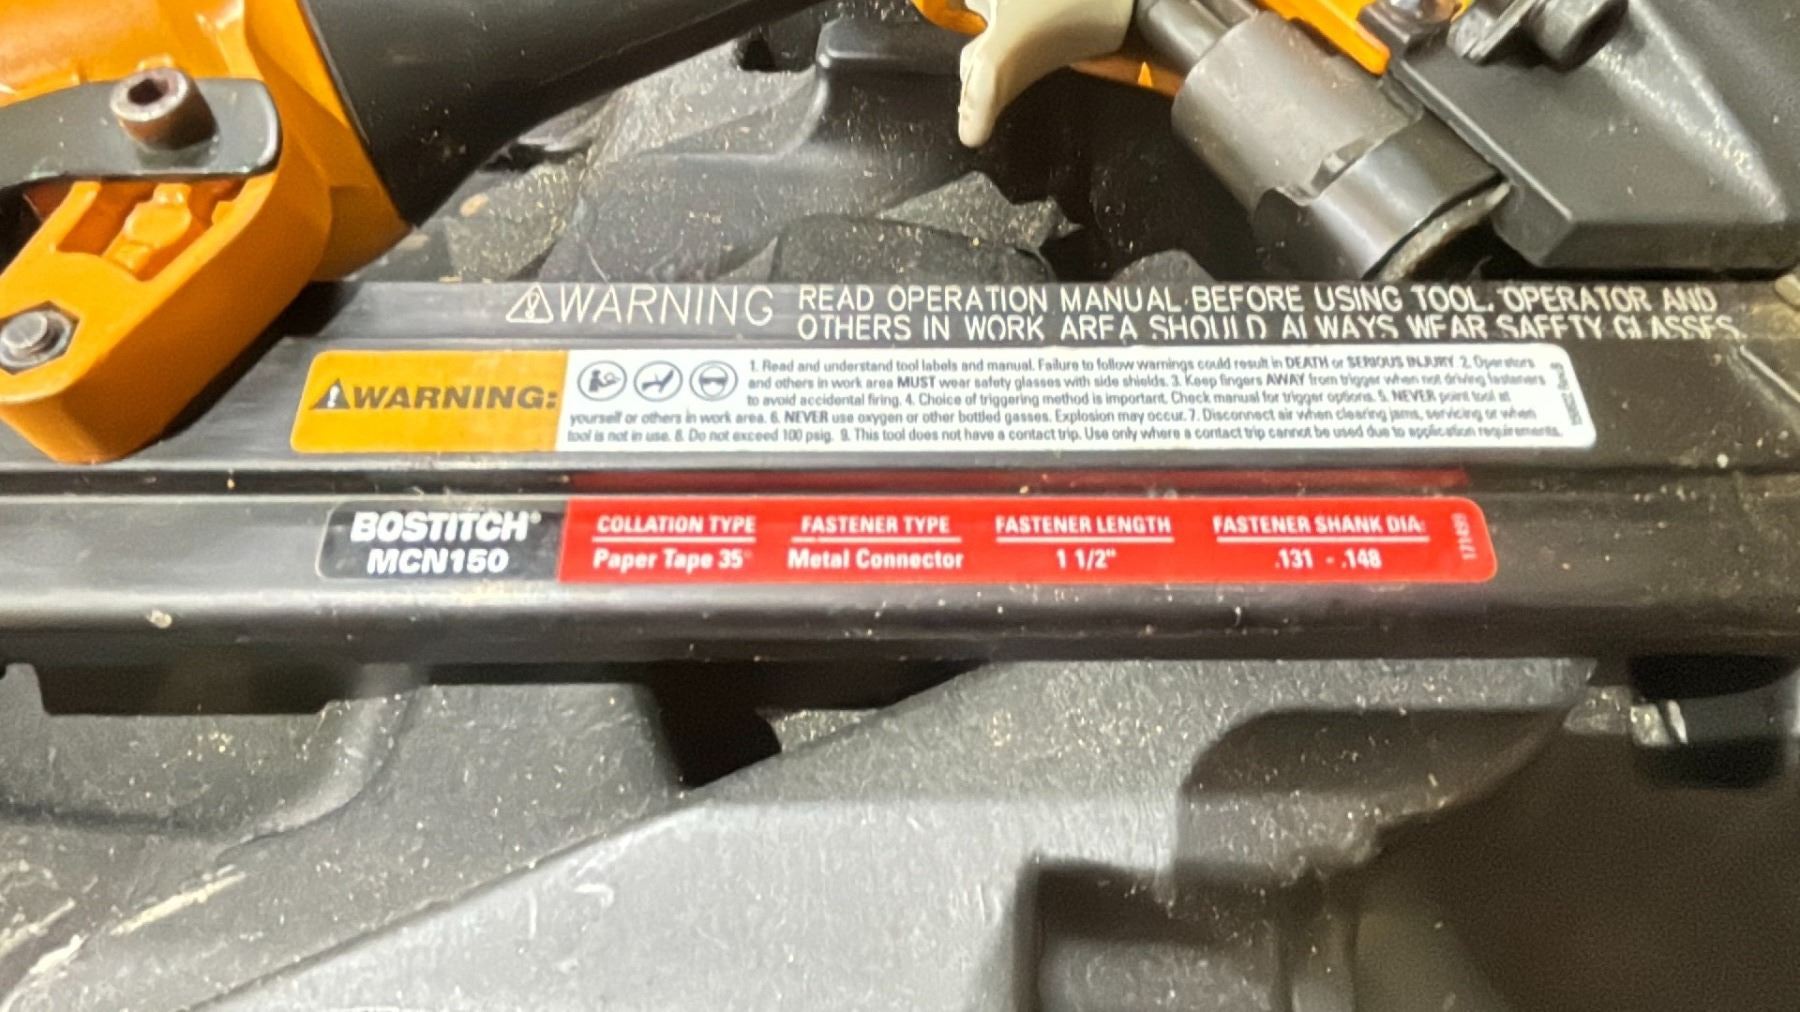 WARNING READ OPERATION MANUAL BEFORE USING TOOL. OPERATOR AND
OTHERS IN WORK AREA SHOULD ALWAYS WEAR SAFETY GLASSES
WARNING:
1. Read and understand tool labels and manual. Failure to follow warnings could result in DEATH or SERIOUS INJURY. 2. Operators
and others in work area MUST wear safety glasses with side shields. 3. Keep fingers AWAY from trigger when not driving fasteners
to avoid accidental firing. 4. Choice of triggering method is important. Check manual for trigger options. 5. NEVER point tool at
yourself or others in work area. 6. NEVER use oxygen or other bottled gasses. Explosion may occur. 7. Disconnect air when clearing jams, servicing or when
tool is not in use. 8. Do not exceed 100 psig. 9. This tool does not have a contact trip. Use only where a contact trip cannot be used due to application requirements.
BOSTITCH®
MCN150
COLLATION TYPE FASTENER TYPE FASTENER LENGTH FASTENER SHANK DIA:
Paper Tape 35° Metal Connector 1 1/2" .131 - .148
171499